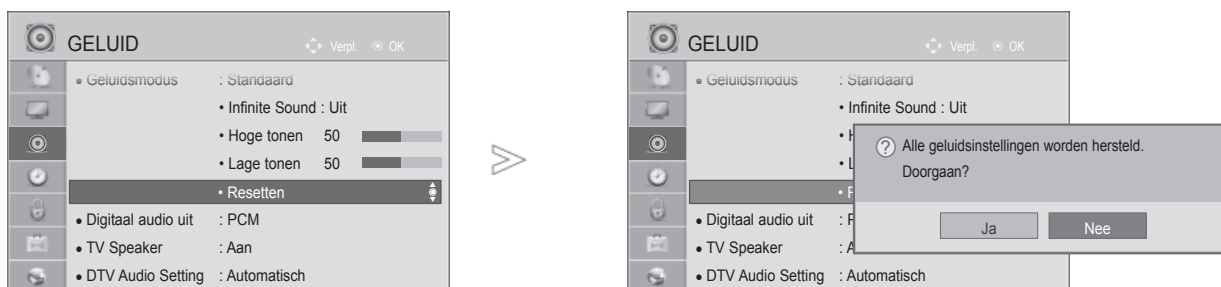 GELUID Verpl. OK
Geluidsmodus : Standaard
• Infinite Sound : Uit
• Hoge tonen 50
• Lage tonen 50
• Resetten
• Digitaal audio uit : PCM
• TV Speaker : Aan
• DTV Audio Setting : Automatisch
GELUID Verpl. OK
• Geluidsmodus : Standaard
• Infinite Sound : Uit
• H
• L
• R
• Digitaal audio uit : P
• TV Speaker : A
• DTV Audio Setting : Automatisch
? Alle geluidsinstellingen worden hersteld.
Doorgaan?
Ja Nee